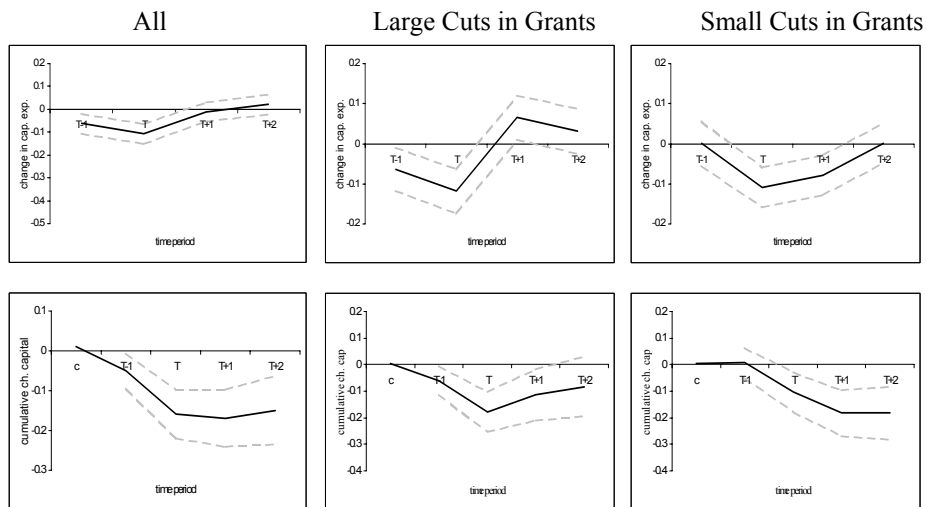 All
Large Cuts in Grants
Small Cuts in Grants
change in cap. exp.
0.2
0.1
0
-0.1
-0.2
-0.3
-0.4
-0.5
T-1
T
T+1
T+2
time period
change in cap. exp.
0.2
0.1
0
-0.1
-0.2
T-1
T
T+1
T+2
time period
change in cap. exp.
0.2
0.1
0
-0.1
-0.2
T-1
T
T+1
T+2
time period
cumulative ch. capital
0.1
0
-0.1
-0.2
-0.3
c
T-1
T
T+1
T+2
time period
cumulative ch. cap
0.2
0.1
0
-0.1
-0.2
-0.3
-0.4
c
T-1
T
T+1
T+2
time period
cumulative ch. cap
0.2
0.1
0
-0.1
-0.2
-0.3
-0.4
c
T-1
T
T+1
T+2
time period